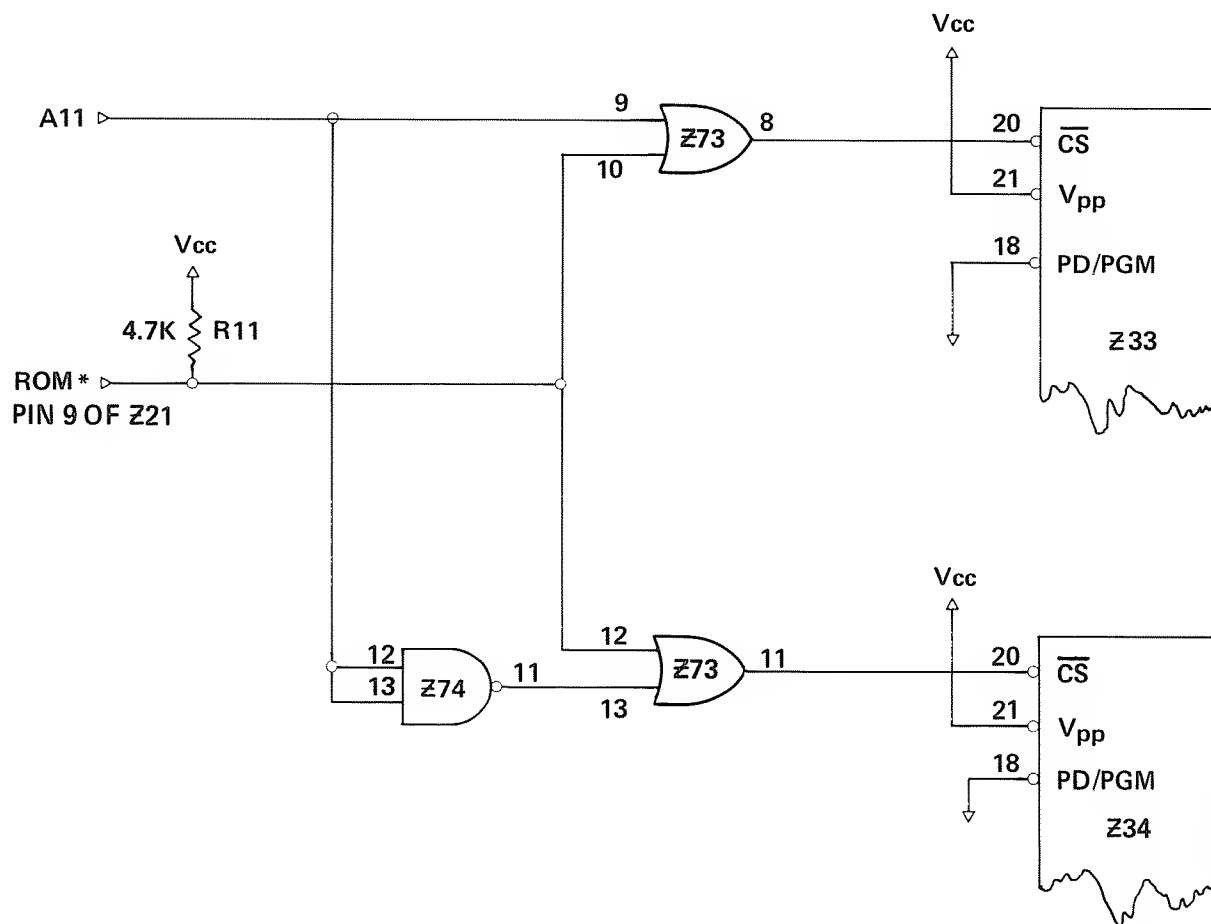 Vcc
A11
9
Z73
8
10
20
CS
21
Vpp
18
PD/PGM
Z33
Vcc
4.7K
R11
ROM *
PIN 9 OF Z21
Vcc
12
13
Z74
11
12
13
Z73
11
20
CS
21
Vpp
18
PD/PGM
Z34